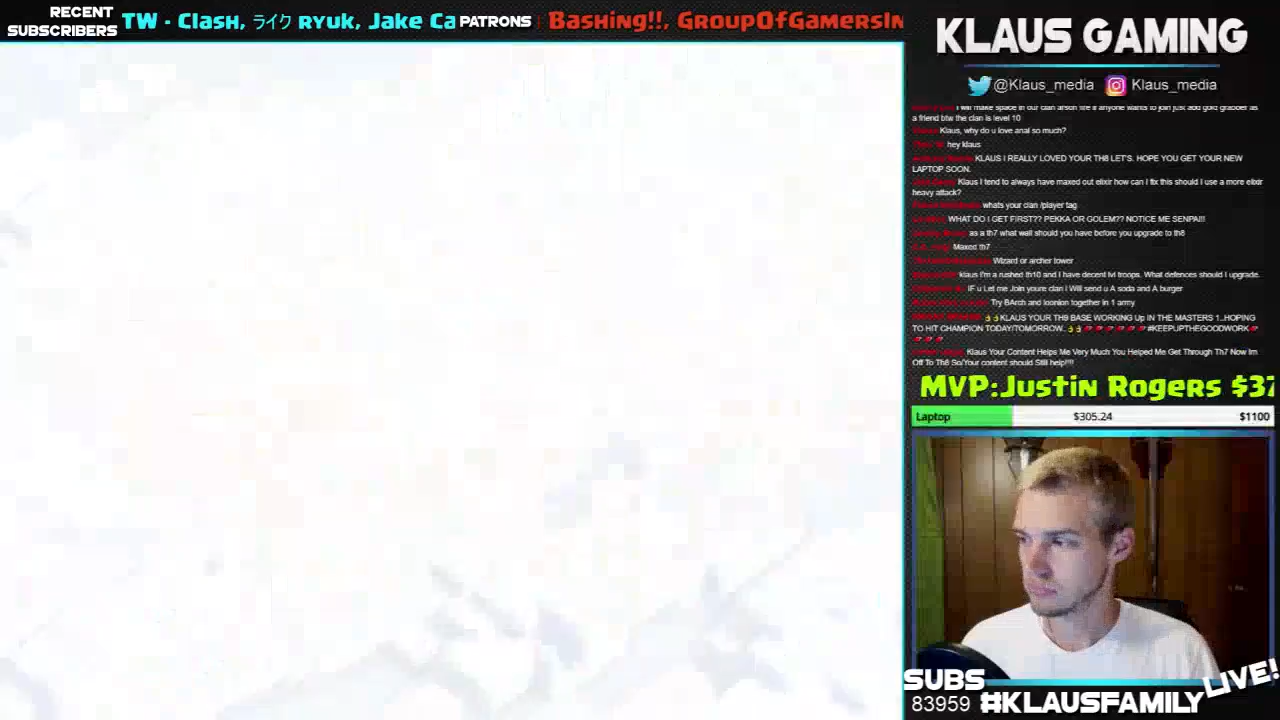 RECENT
SUBSCRIBERS
TW - Clash, ライク ryuk, Jake Ca
PATRONS
Bashing!!, GroupOfGamersIn
KLAUS GAMING
@Klaus_media
Klaus_media
I will make space in our clan arson fire if anyone wants to join just add gold grabber as
a friend btw the clan is level 10
Klaus, why do u love anal so much?
hey klaus
KLAUS I REALLY LOVED YOUR TH8 LET'S. HOPE YOU GET YOUR NEW
LAPTOP SOON.
Klaus I tend to always have maxed out elixir how can I fix this should I use a more elixir
heavy attack?
whats your clan /player tag
WHAT DO I GET FIRST?? PEKKA OR GOLEM?? NOTICE ME SENPAI!!!
as a th7 what wall should you have before you upgrade to th8
Maxed th7
Wizard or archer tower
klaus I'm a rushed th10 and I have decent lvl troops. What defences should I upgrade.
IF u Let me Join youre clan I Will send u A soda and A burger
Try BArch and loonion together in 1 army
KLAUS YOUR TH9 BASE WORKING Up IN THE MASTERS 1..HOPING
TO HIT CHAMPION TODAY/TOMORROW.. #KEEPUPTHEGOODWORK
Klaus Your Content Helps Me Very Much You Helped Me Get Through Th7 Now Im
Off To Th8 So/Your content should Still help!!!!
MVP:Justin Rogers $37
Laptop $305.24 $1100
SUBS
83959
#KLAUSFAMILY
LIVE!